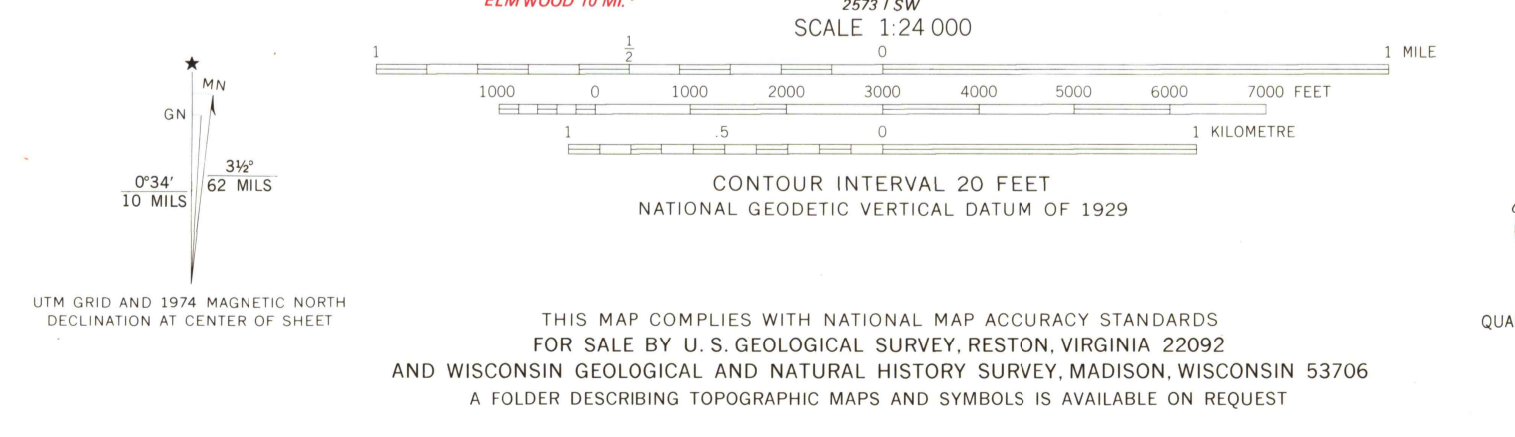 ELMWOOD 10 MI.
2573 I SW
SCALE 1:24 000
1 1/2 0 1 MILE
1000 0 1000 2000 3000 4000 5000 6000 7000 FEET
1 .5 0 1 KILOMETRE
CONTOUR INTERVAL 20 FEET
NATIONAL GEODETIC VERTICAL DATUM OF 1929
MN
GN
3½°
62 MILS
0°34′
10 MILS
UTM GRID AND 1974 MAGNETIC NORTH
DECLINATION AT CENTER OF SHEET
THIS MAP COMPLIES WITH NATIONAL MAP ACCURACY STANDARDS
FOR SALE BY U. S. GEOLOGICAL SURVEY, RESTON, VIRGINIA 22092
AND WISCONSIN GEOLOGICAL AND NATURAL HISTORY SURVEY, MADISON, WISCONSIN 53706
A FOLDER DESCRIBING TOPOGRAPHIC MAPS AND SYMBOLS IS AVAILABLE ON REQUEST
QUA